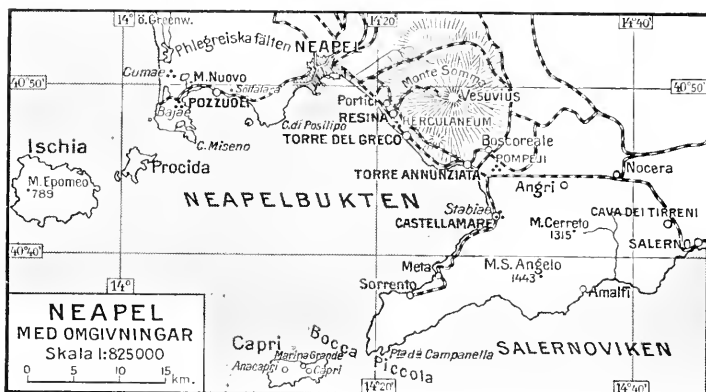 14°
ö. Greenw.
14°20'
14°40'
Phlegreiska fälten
NEAPEL
40°50'
40°50'
Cumae
M. Nuovo
Solfatara
Monte Somma
Vesuvius
POZZUOLI
Bajae
Portici
RESINA
HERCULANEUM
C. di Posilipo
TORRE DEL GRECO
Boscoreale
POMPEJI
C. Miseno
Ischia
Procida
TORRE ANNUNZIATA
Nocera
M. Epomeo
789
NEAPELBUKTEN
Angri
Stabiae
CASTELLAMARE
CAVA DEI TIRRENI
M. Cerreto
1315
SALERNO
40°40'
40°40'
Meta
M. S. Angelo
1443
14°
Sorrento
Amalfi
NEAPEL
MED OMGIVNINGAR
Skala 1:825000
0 5 10 15
km.
Capri
Bocca
Piccola
Marina Grande
Anacapri
Capri
Pta de Campanella
SALERNOVIKEN
14°20'
14°40'